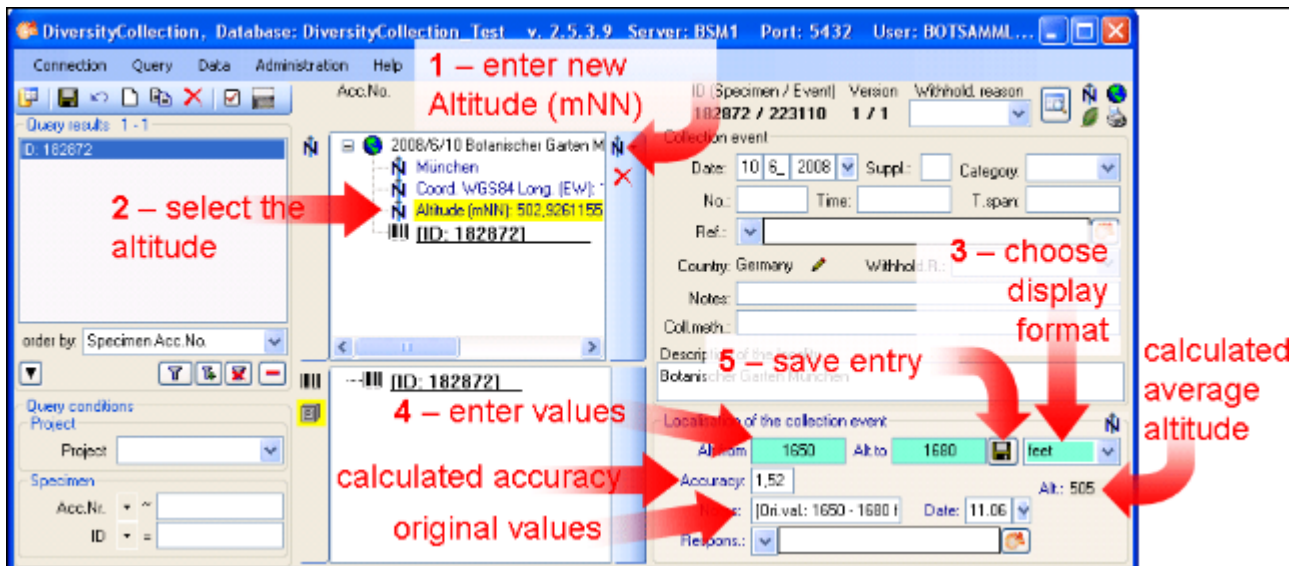 DiversityCollection, Database: DiversityCollection_Test v. 2.5.3.9 Server: BSM1 Port: 5432 User: BOTSAMML...
Connection Query Data Administration Help
1 – enter new
Altitude (mNN)
Acc.No.
ID (Specimen / Event) Version Withhold. reason
182872 / 223110 1 / 1
Query results 1 - 1
ID: 182872
2008/6/10 Botanischer Garten M
München
Coord. WGS84 Long. (EW):
Altitude (mNN): 502,9261155
[ID: 182872]
2 – select the
altitude
Collection event
Date: 10 6_ 2008 Suppl.: Category:
No.: Time: T.span:
Ref.:
Country: Germany Withhold.R.:
Notes:
Coll.meth.:
3 – choose
display
format
order by: Specimen Acc.No.
Description of the locality
Botanischer Garten München
5 – save entry
calculated
average
altitude
Query conditions
Project
Project
Specimen
Acc.Nr. ~
ID =
[ID: 182872]
4 – enter values
calculated accuracy
original values
Localisation of the collection event
Alt.from 1650 Alt.to 1680 feet
Accuracy: 1,52 Alt.: 505
Notes: |Ori.val.: 1650 - 1680 f Date: 11.06
Respons.: